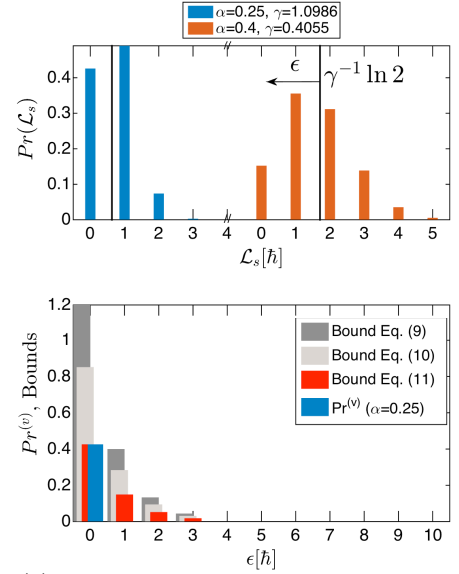 α=0.25, γ=1.0986
α=0.4, γ=0.4055
0.4
0.3
0.2
0.1
0
Pr(ℒₛ)
ϵ
γ⁻¹ ln 2
0 1 2 3 4 0 1 2 3 4 5
ℒₛ[ħ]
1.2
1
0.8
0.6
0.4
0.2
0
Pr⁽ᵛ⁾, Bounds
Bound Eq. (9)
Bound Eq. (10)
Bound Eq. (11)
Pr⁽ᵛ⁾ (α=0.25)
0 1 2 3 4 5 6 7 8 9 10
ϵ[ħ]